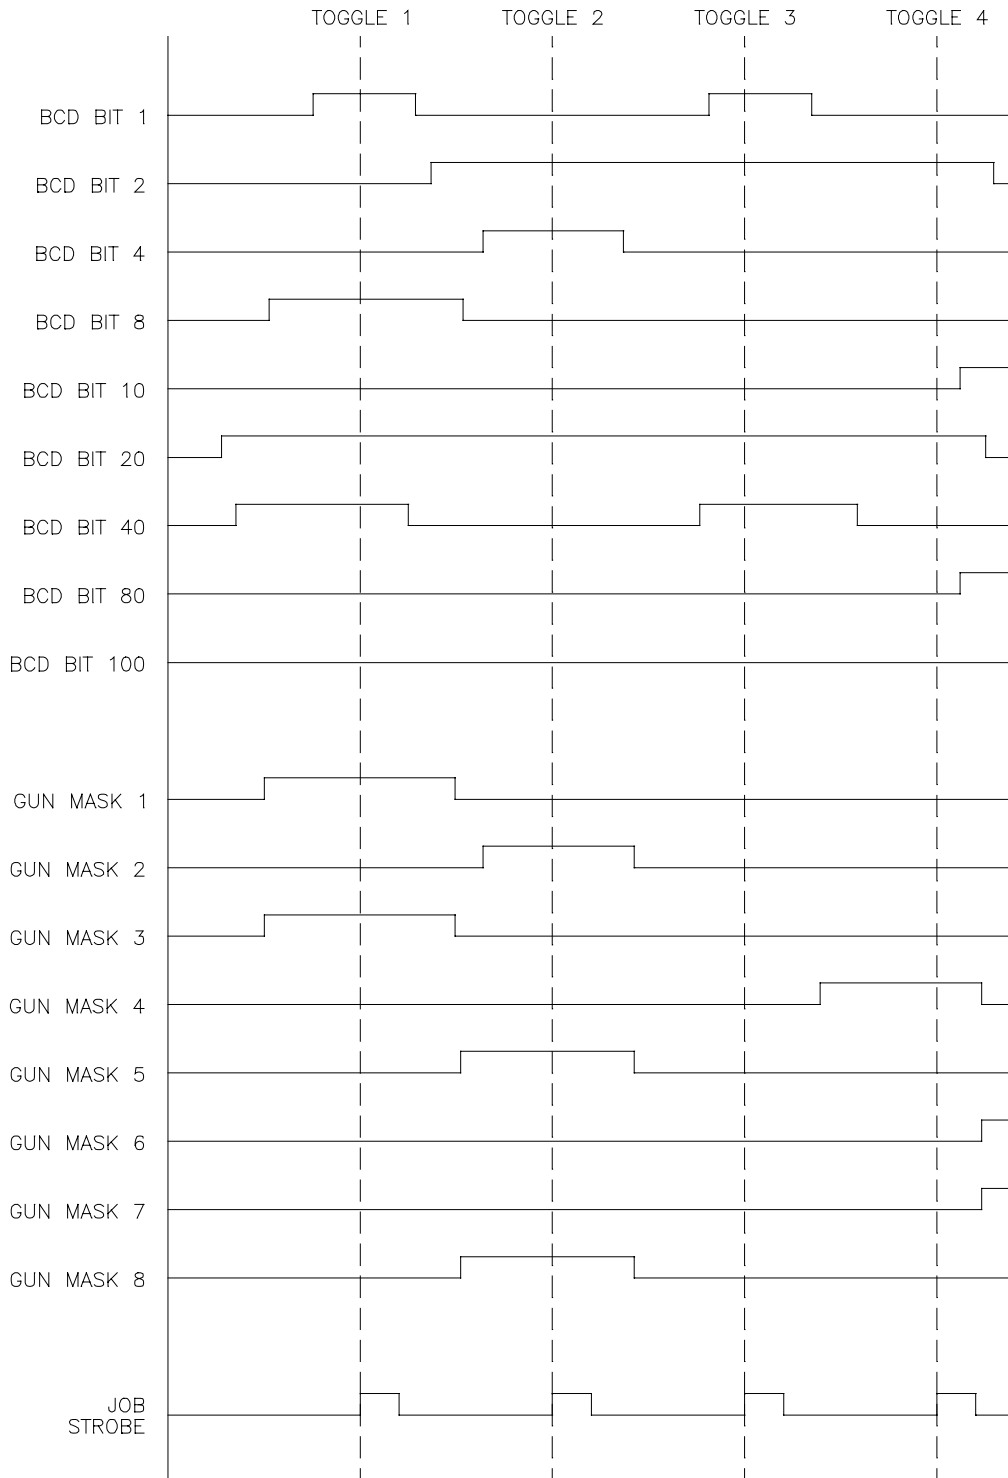 TOGGLE 1 TOGGLE 2 TOGGLE 3 TOGGLE 4
BCD BIT 1
BCD BIT 2
BCD BIT 4
BCD BIT 8
BCD BIT 10
BCD BIT 20
BCD BIT 40
BCD BIT 80
BCD BIT 100
GUN MASK 1
GUN MASK 2
GUN MASK 3
GUN MASK 4
GUN MASK 5
GUN MASK 6
GUN MASK 7
GUN MASK 8
JOB
STROBE